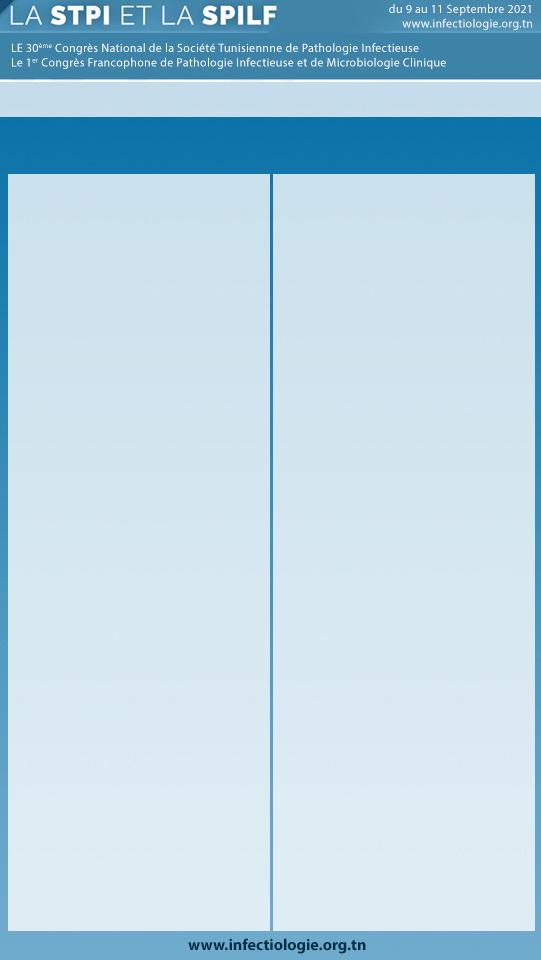 LA STPI ET LA SPILF
du 9 au 11 Septembre 2021
www.infectiologie.org.tn
LE 30ème Congrès National de la Société Tunisiennne de Pathologie Infectieuse
Le 1er Congrès Francophone de Pathologie Infectieuse et de Microbiologie Clinique
www.infectiologie.org.tn